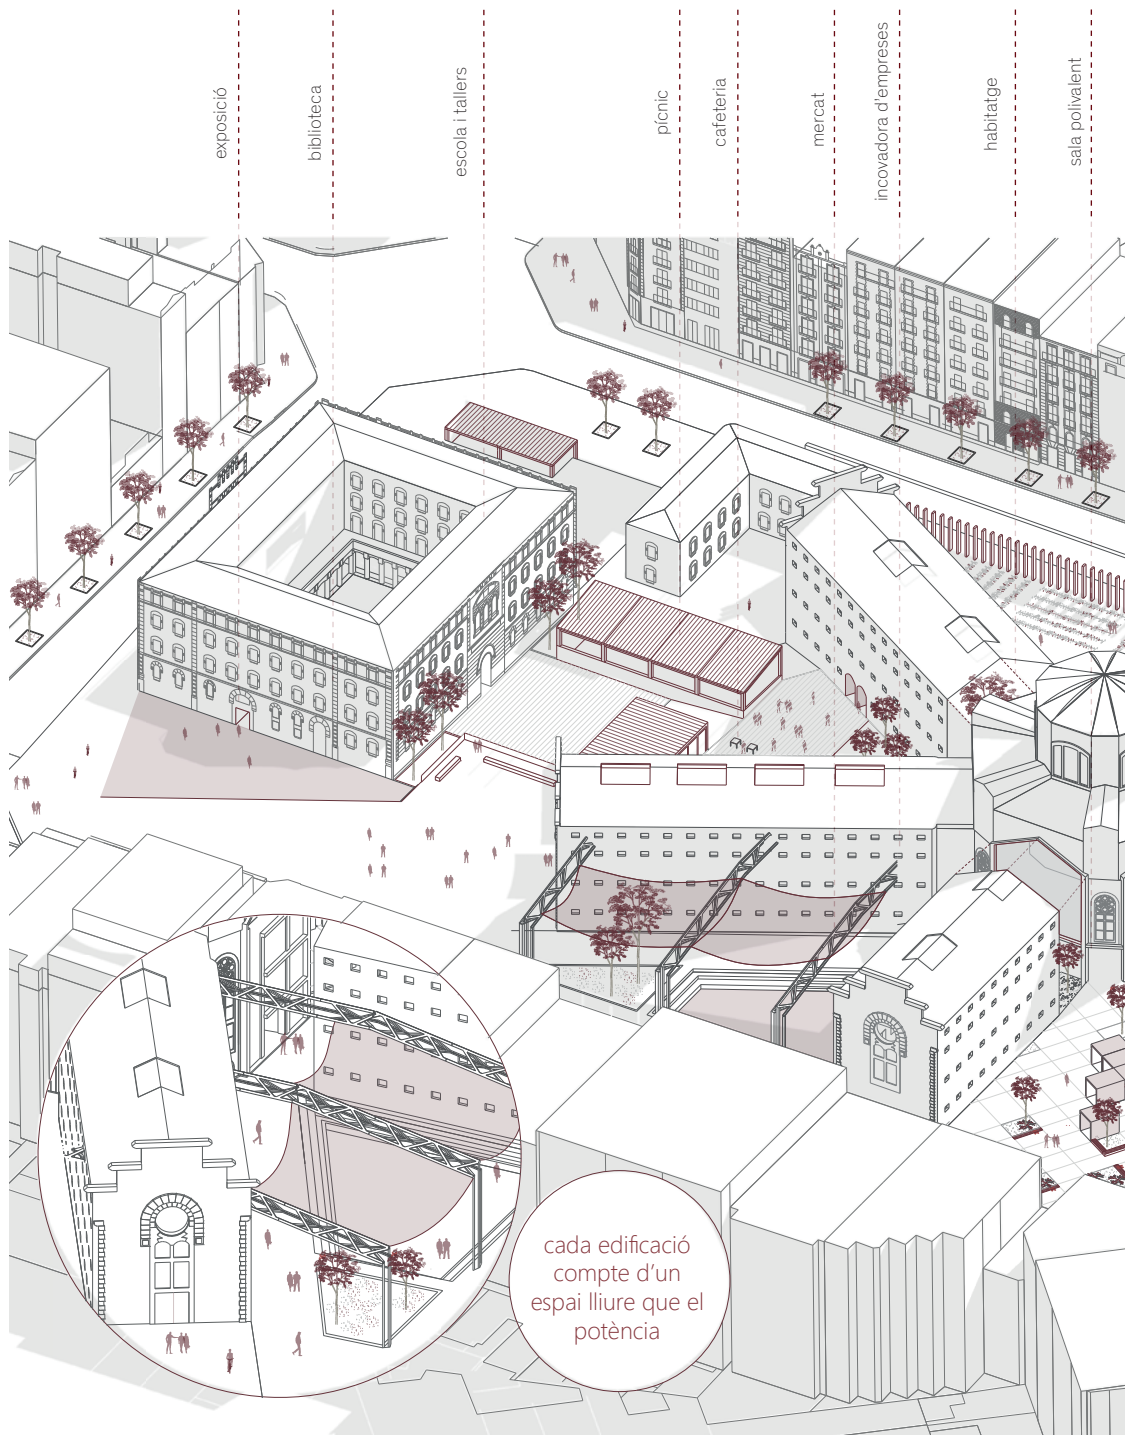 exposició
biblioteca
escola i tallers
pícnic
cafeteria
mercat
incovadora d'empreses
habitatge
sala polivalent
cada edificació
compte d'un
espai lliure que el
potència